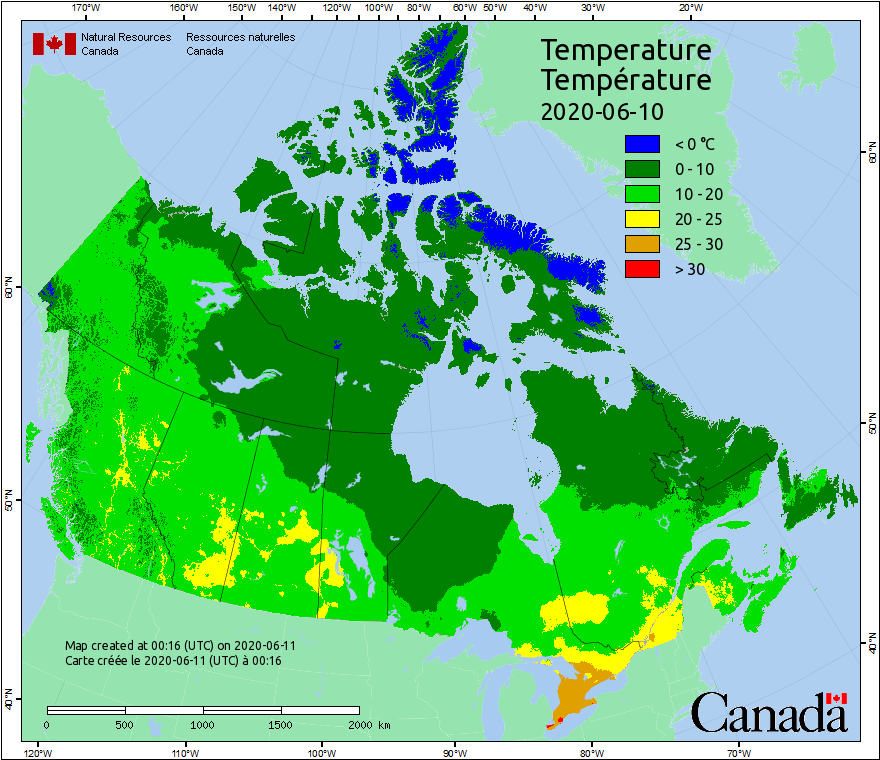 170°W 160°W 150°W 140°W 130°W 120°W 110°W 100°W 80°W 60°W 50°W 40°W 30°W 20°W
Natural Resources Canada
Ressources naturelles Canada
Temperature
Température
2020-06-10
< 0 °C
0 - 10
10 - 20
20 - 25
25 - 30
> 30
60°N
60°N
50°N
50°N
40°N
40°N
Map created at 00:16 (UTC) on 2020-06-11
Carte créée le 2020-06-11 (UTC) à 00:16
0 500 1000 1500 2000 km
Canada
120°W 110°W 100°W 90°W 80°W 70°W